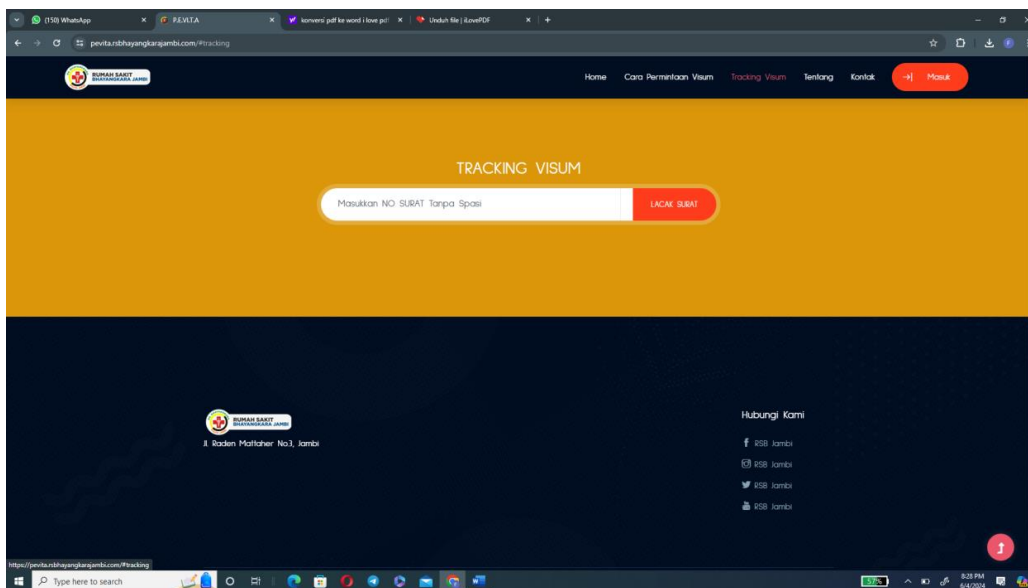 (150) WhatsApp
P.E.VI.T.A
konversi pdf ke word i love pdf
Unduh file | iLovePDF
pevita.rsbhayangkarajambi.com/#tracking
RUMAH SAKIT
BHAYANGKARA JAMBI
Home Cara Permintaan Visum Tracking Visum Tentang Kontak Masuk
TRACKING VISUM
Masukkan NO SURAT Tanpa Spasi
LACAK SURAT
RUMAH SAKIT
BHAYANGKARA JAMBI
Jl. Raden Mattaher No.3, Jambi
Hubungi Kami
RSB Jambi
RSB Jambi
RSB Jambi
RSB Jambi
https://pevita.rsbhayangkarajambi.com/#tracking
Type here to search
57%
8:28 PM
6/4/2024